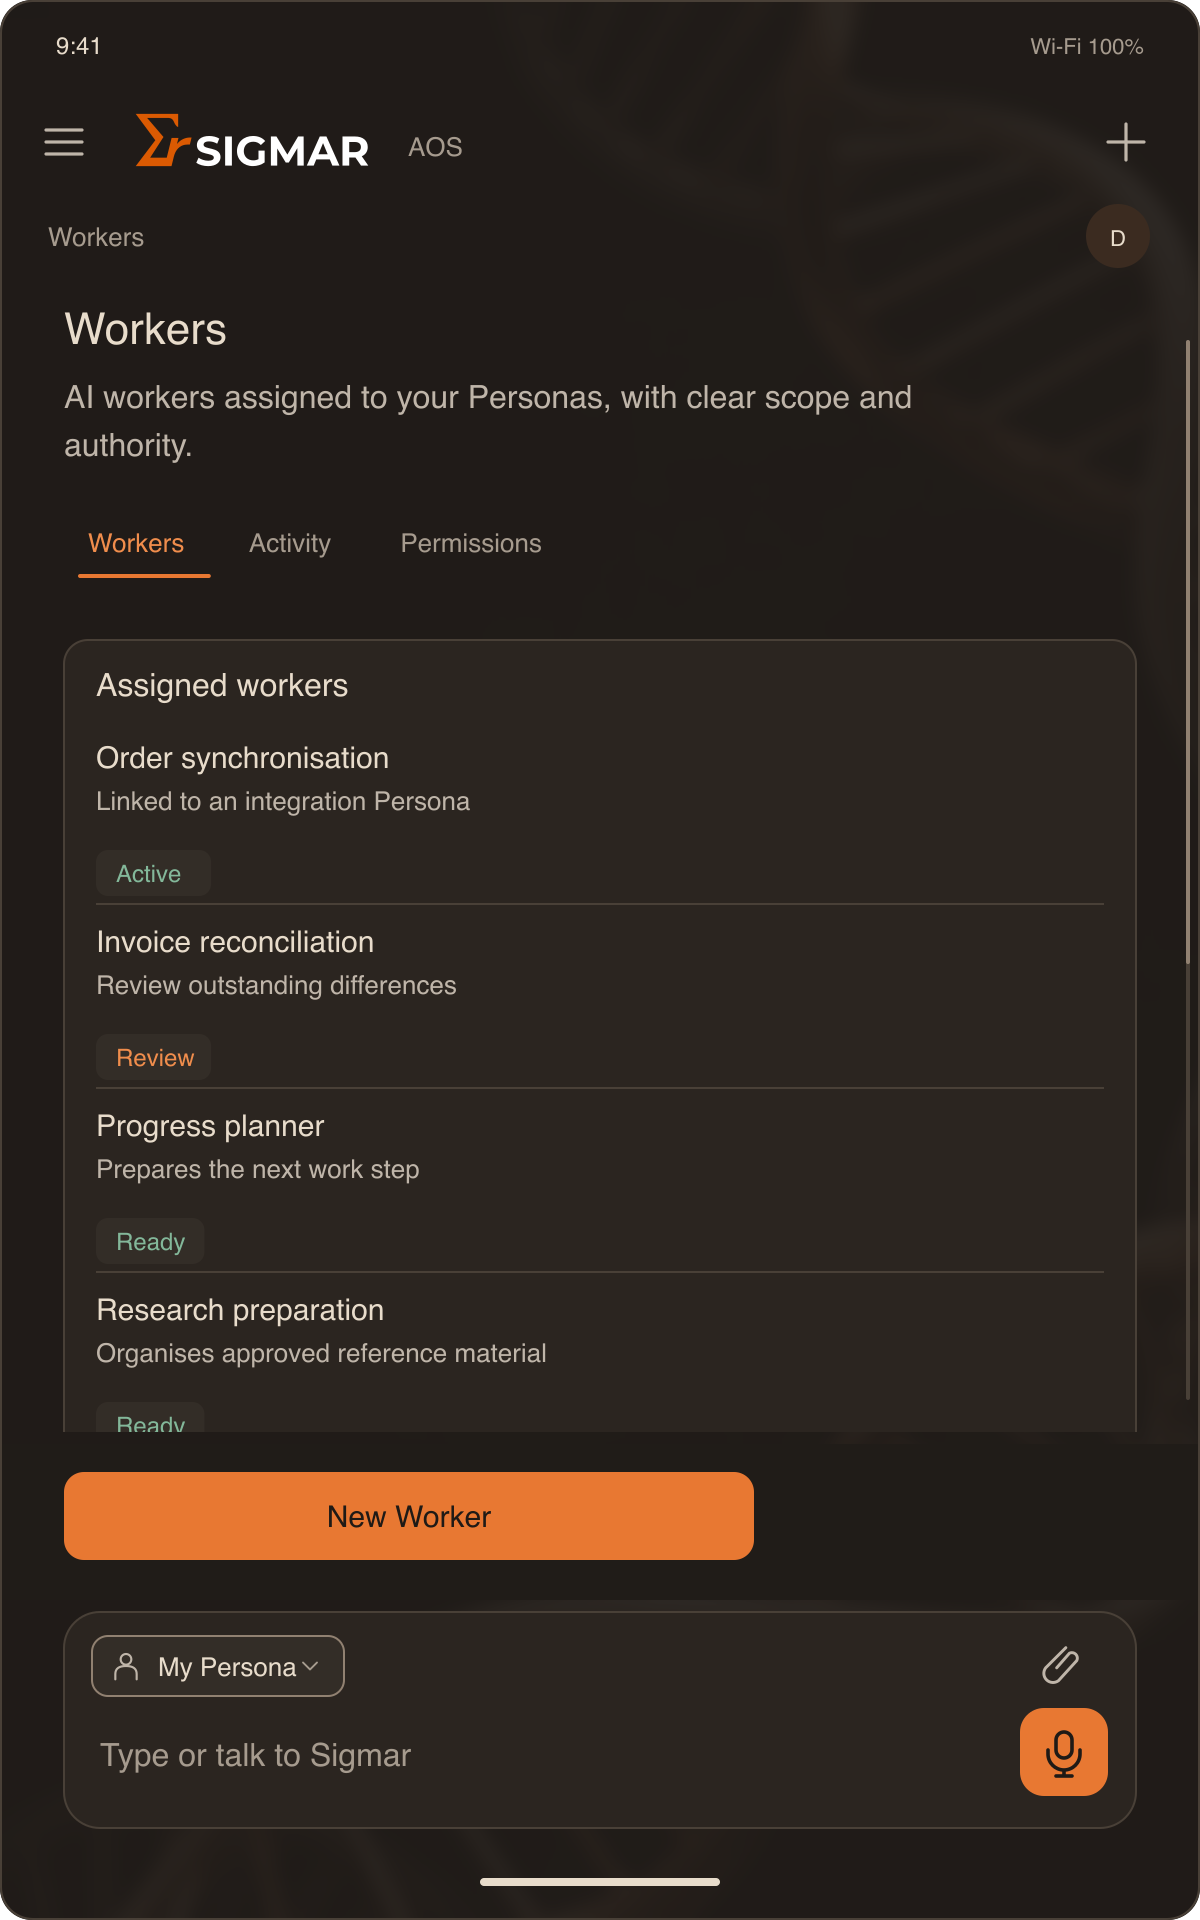 9:41
Wi-Fi 100%
Σr SIGMAR AOS
Workers
D
Workers
AI workers assigned to your Personas, with clear scope and
authority.
Workers Activity Permissions
Assigned workers
Order synchronisation
Linked to an integration Persona
Active
Invoice reconciliation
Review outstanding differences
Review
Progress planner
Prepares the next work step
Ready
Research preparation
Organises approved reference material
Ready
New Worker
My Persona
Type or talk to Sigmar